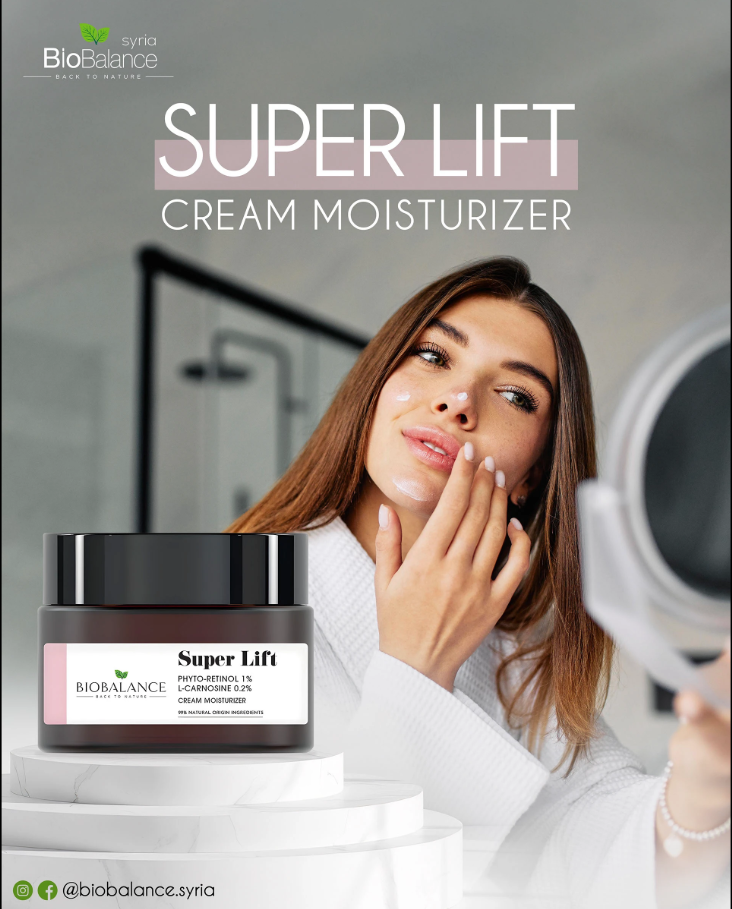 syria
BioBalance
BACK TO NATURE
SUPER LIFT
CREAM MOISTURIZER
Super Lift
BIOBALANCE
BACK TO NATURE
PHYTO-RETINOL 1%
L-CARNOSINE 0.2%
CREAM MOISTURIZER
99% NATURAL ORIGIN INGREDIENTS
@biobalance.syria